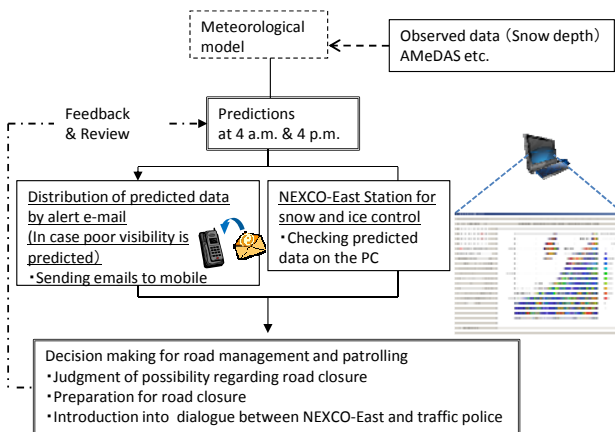 Meteorological
model
Observed data （Snow depth）
AMeDAS etc.
Feedback
& Review
Predictions
at 4 a.m. & 4 p.m.
Distribution of predicted data
by alert e-mail
(In case poor visibility is
predicted）
・Sending emails to mobile
NEXCO-East Station for
snow and ice control
・Checking predicted
data on the PC
Decision making for road management and patrolling
・Judgment of possibility regarding road closure
・Preparation for road closure
・Introduction into dialogue between NEXCO-East and traffic police